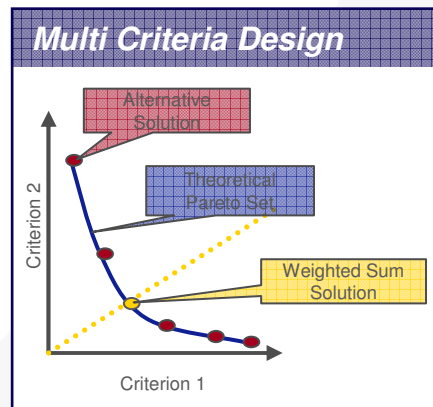 Multi Criteria Design
Alternative
Solution
Theoretical
Pareto Set
Criterion 2
Weighted Sum
Solution
Criterion 1